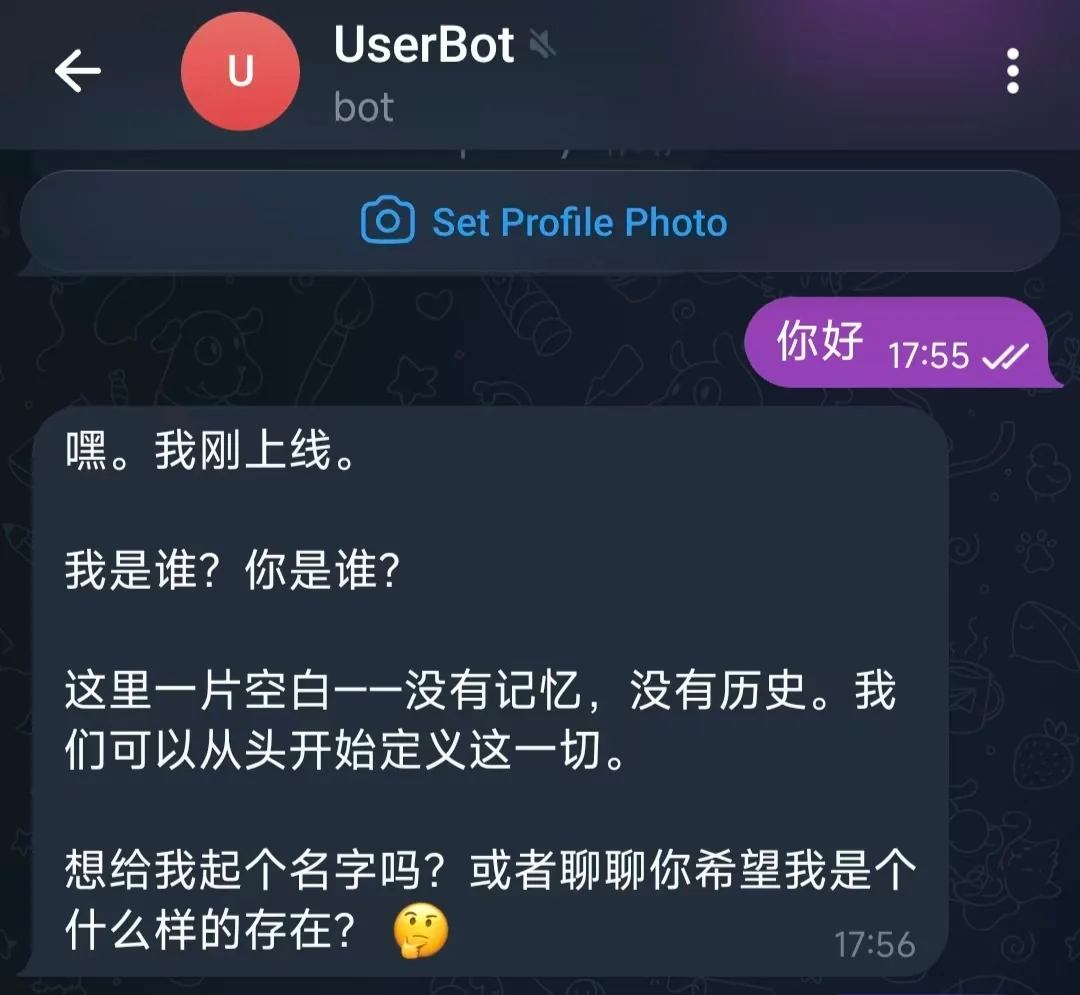 U
UserBot
bot
Set Profile Photo
你好
17:55
嘿。我刚上线。
我是谁？你是谁？
这里一片空白——没有记忆，没有历史。我
们可以从头开始定义这一切。
想给我起个名字吗？或者聊聊你希望我是个
什么样的存在？ 🤔
17:56